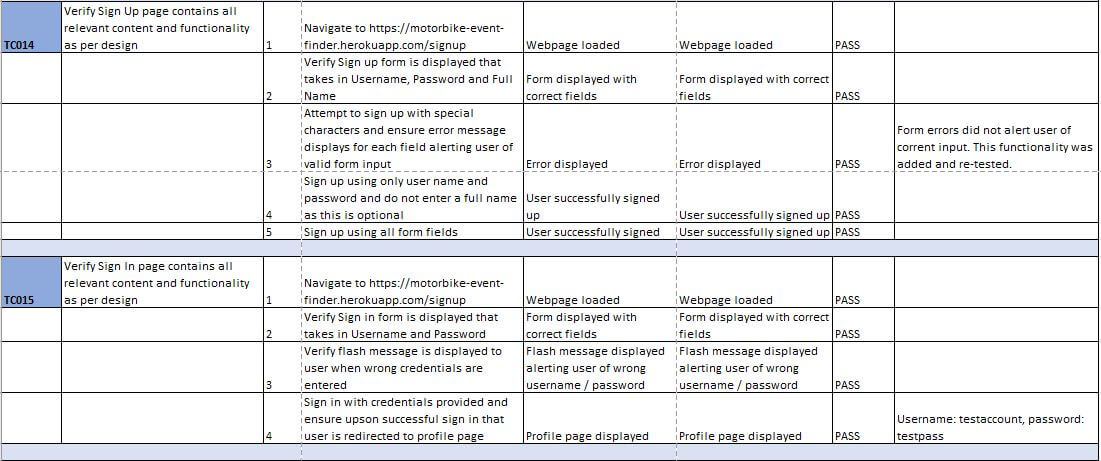 TC014
Verify Sign Up page contains all
relevant content and functionality
as per design
1
Navigate to https://motorbike-event-
finder.herokuapp.com/signup
Webpage loaded
Webpage loaded
PASS
2
Verify Sign up form is displayed that
takes in Username, Password and Full
Name
Form displayed with
correct fields
Form displayed with correct
fields
PASS
3
Attempt to sign up with special
characters and ensure error message
displays for each field alerting user of
valid form input
Error displayed
Error displayed
PASS
Form errors did not alert user of
corrent input. This functionality was
added and re-tested.
4
Sign up using only user name and
password and do not enter a full name
as this is optional
User successfully signed
up
User successfully signed up
PASS
5
Sign up using all form fields
User successfully signed
User successfully signed up
PASS
TC015
Verify Sign In page contains all
relevant content and functionality
as per design
1
Navigate to https://motorbike-event-
finder.herokuapp.com/signup
Webpage loaded
Webpage loaded
PASS
2
Verify Sign in form is displayed that
takes in Username and Password
Form displayed with
correct fields
Form displayed with correct
fields
PASS
3
Verify flash message is displayed to
user when wrong credentials are
entered
Flash message displayed
alerting user of wrong
username / password
Flash message displayed
alerting user of wrong
username / password
PASS
4
Sign in with credentials provided and
ensure upson successful sign in that
user is redirected to profile page
Profile page displayed
Profile page displayed
PASS
Username: testaccount, password:
testpass